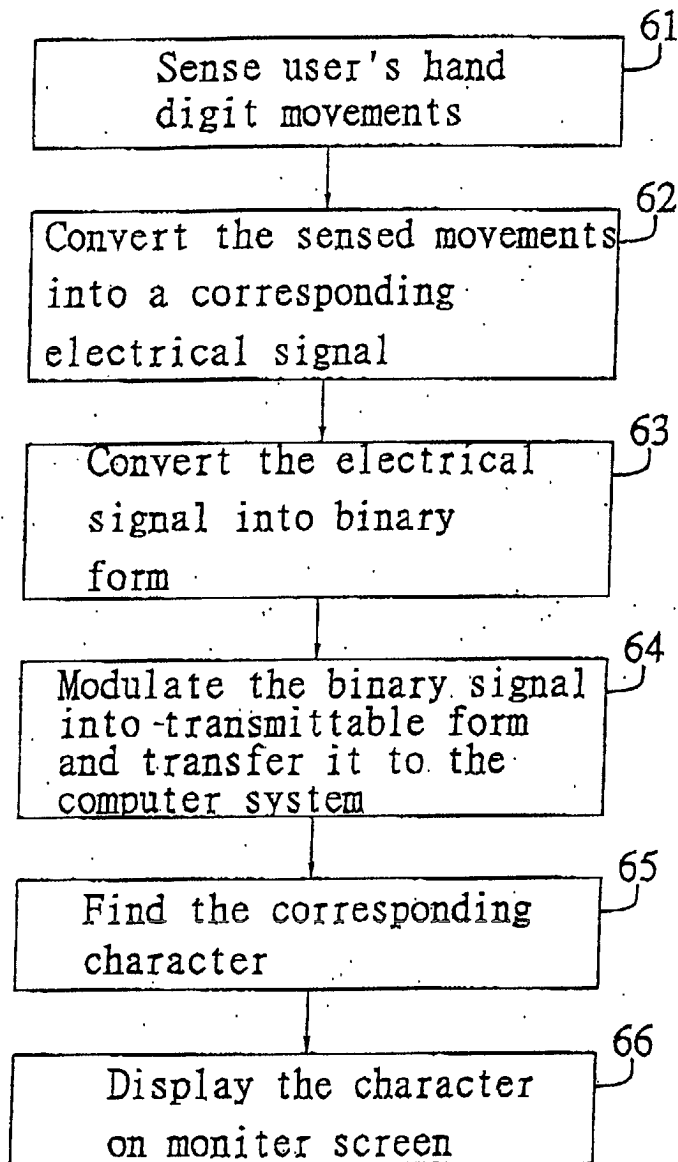 61
Sense user's hand
digit movements
62
Convert the sensed movements
into a corresponding
electrical signal
63
Convert the electrical
signal into binary
form
64
Modulate the binary signal
into transmittable form
and transfer it to the
computer system
65
Find the corresponding
character
66
Display the character
on moniter screen